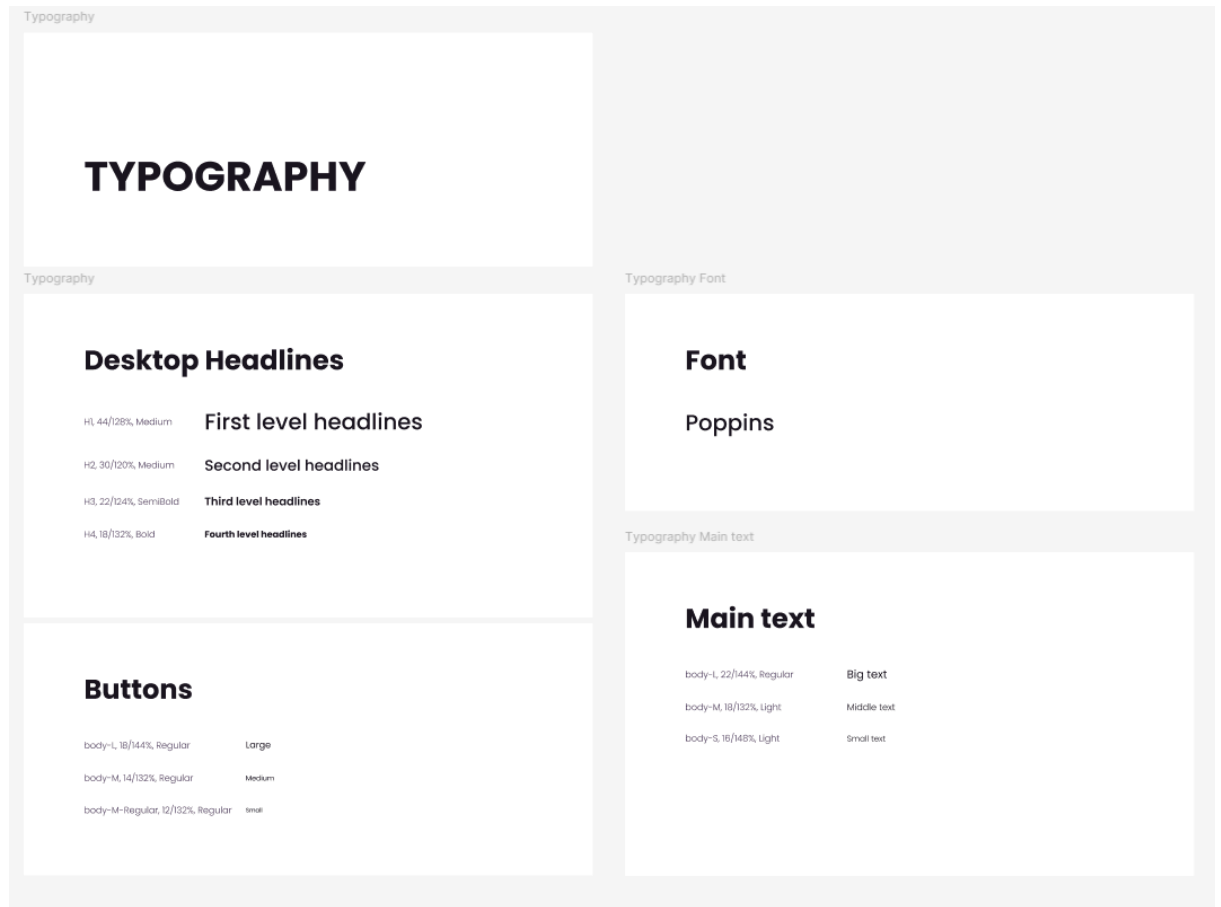 Typography
TYPOGRAPHY
Typography
Desktop Headlines
H1, 44/128%, Medium First level headlines
H2, 30/120%, Medium Second level headlines
H3, 22/124%, SemiBold Third level headlines
H4, 18/132%, Bold Fourth level headlines
Buttons
body-L, 18/144%, Regular Large
body-M, 14/132%, Regular Medium
body-M-Regular, 12/132%, Regular Small
Typography Font
Font
Poppins
Typography Main text
Main text
body-L, 22/144%, Regular Big text
body-M, 18/132%, Light Middle text
body-S, 16/148%, Light Small text